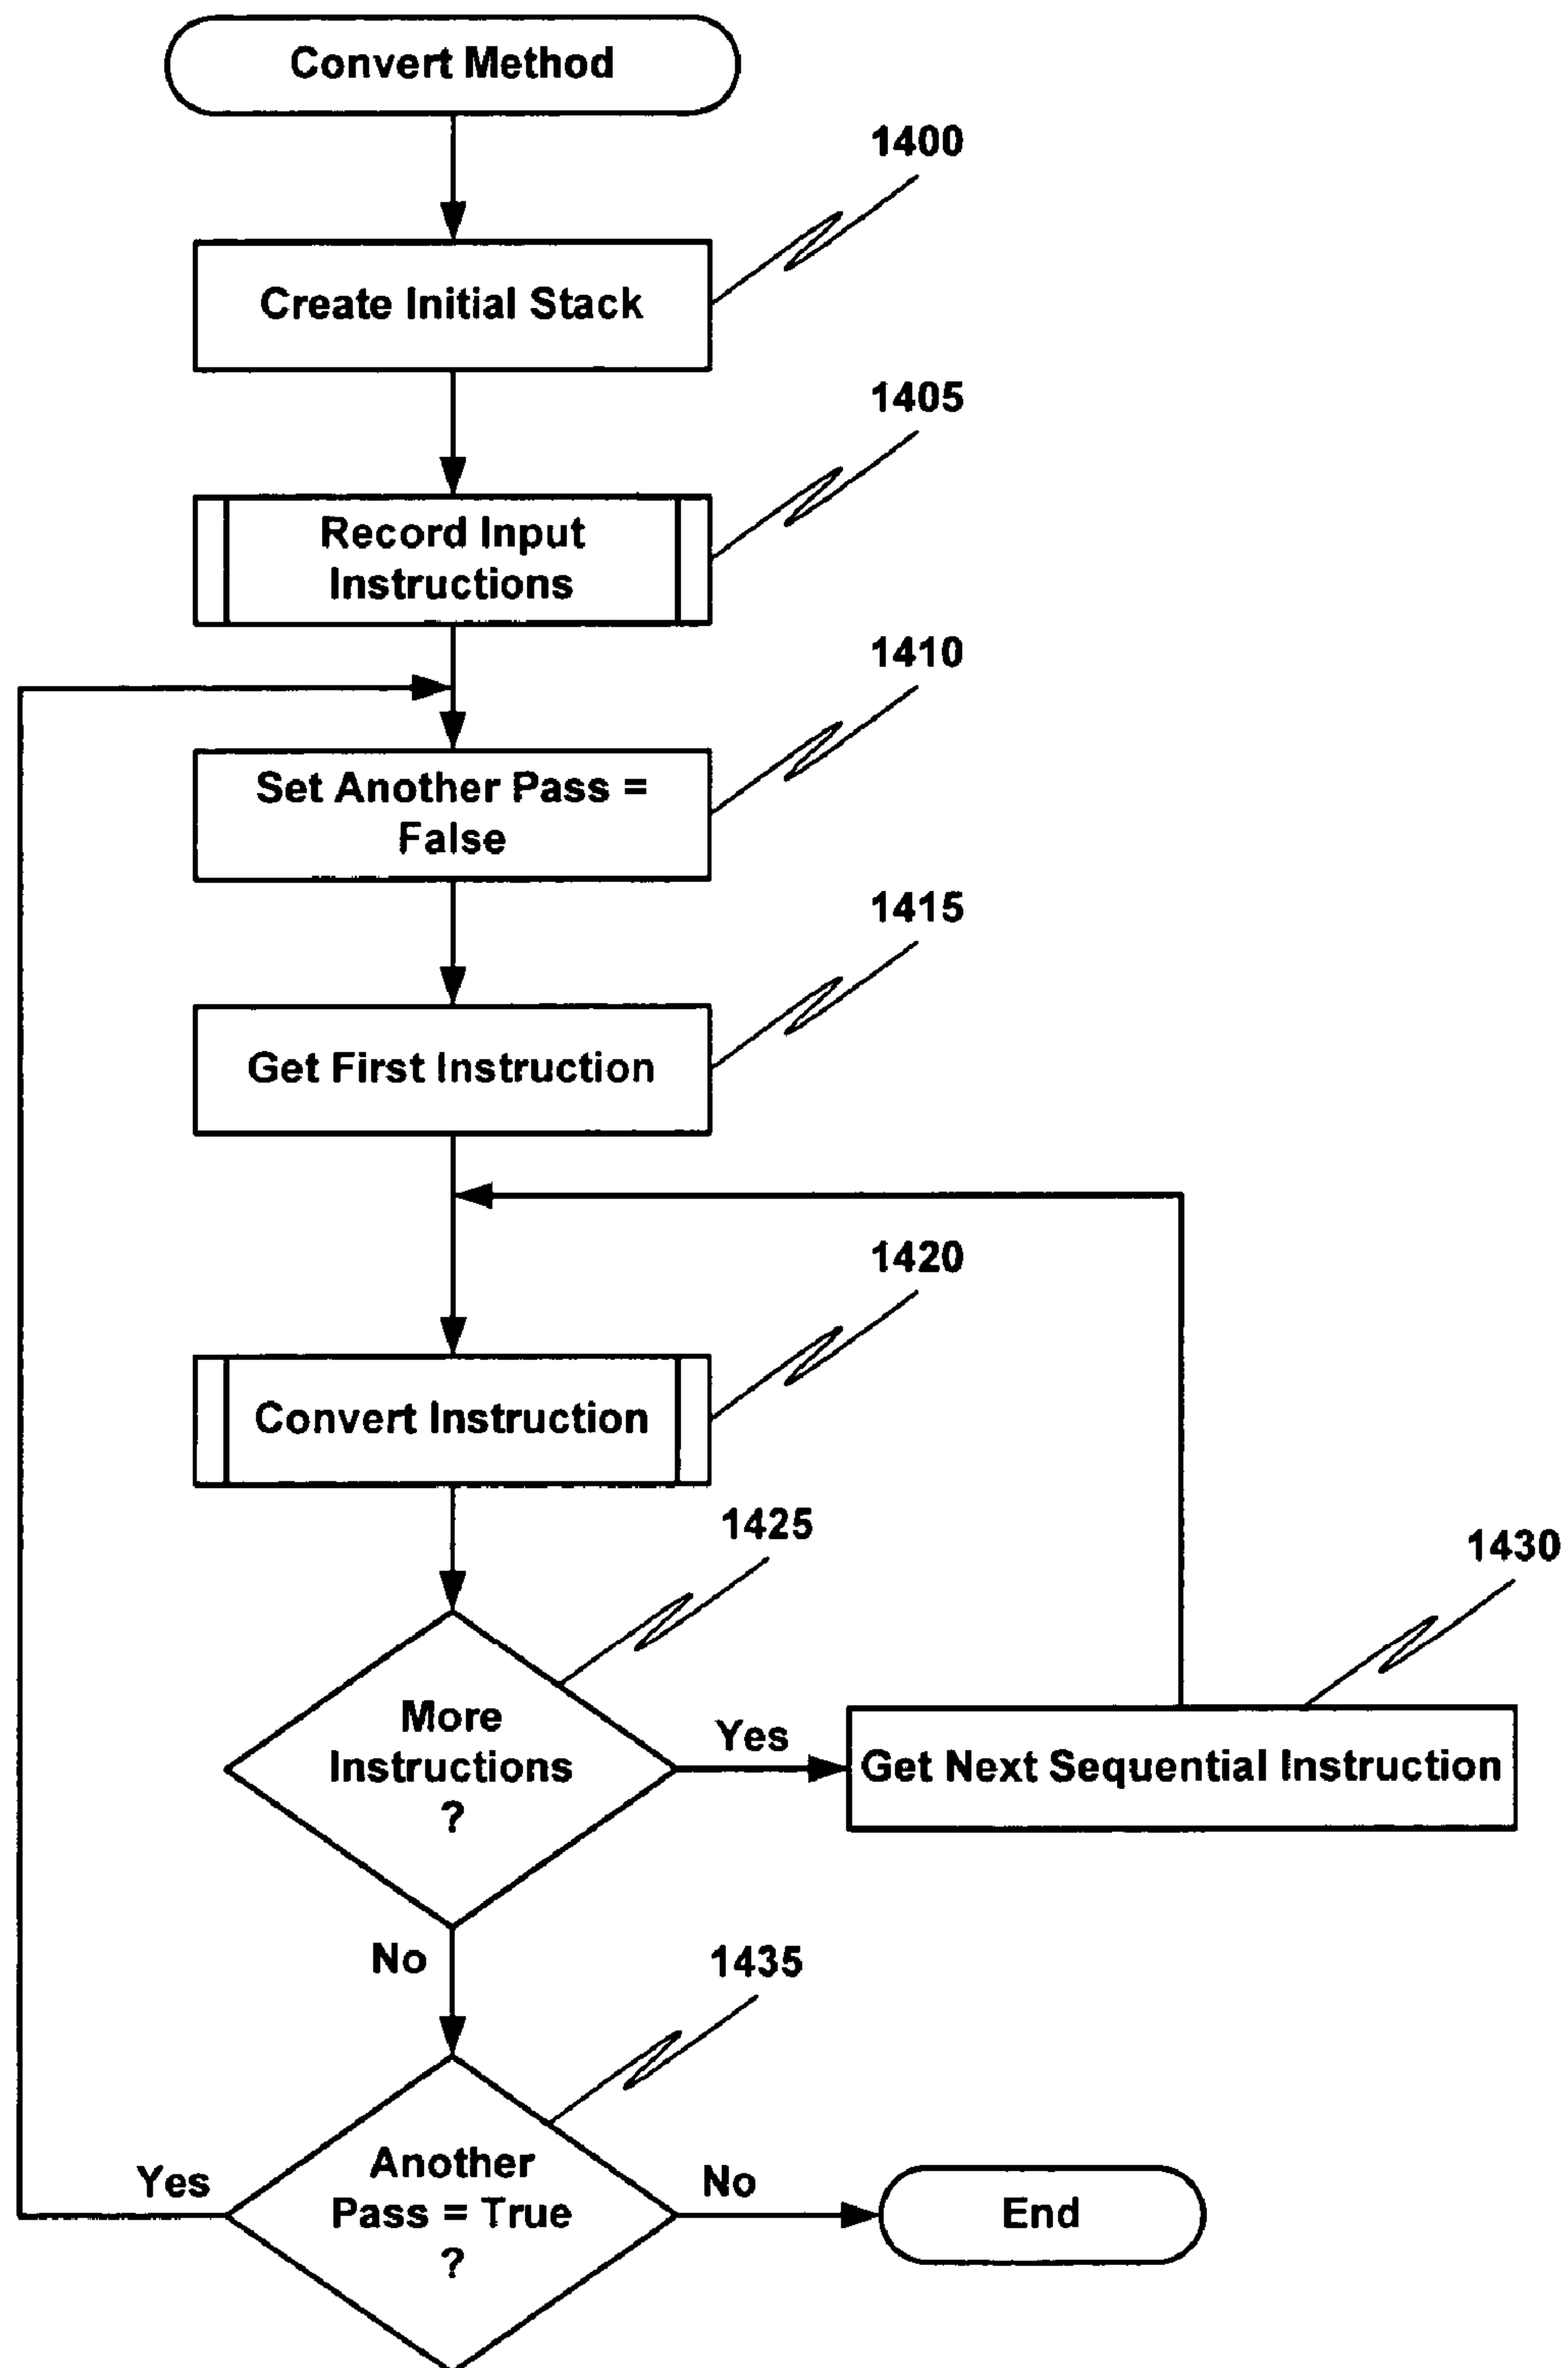 Convert Method
1400
Create Initial Stack
1405
Record Input
Instructions
1410
Set Another Pass =
False
1415
Get First Instruction
1420
Convert Instruction
1425
1430
More
Instructions
?
Yes
Get Next Sequential Instruction
No
1435
Another
Pass = True
?
Yes
No
End